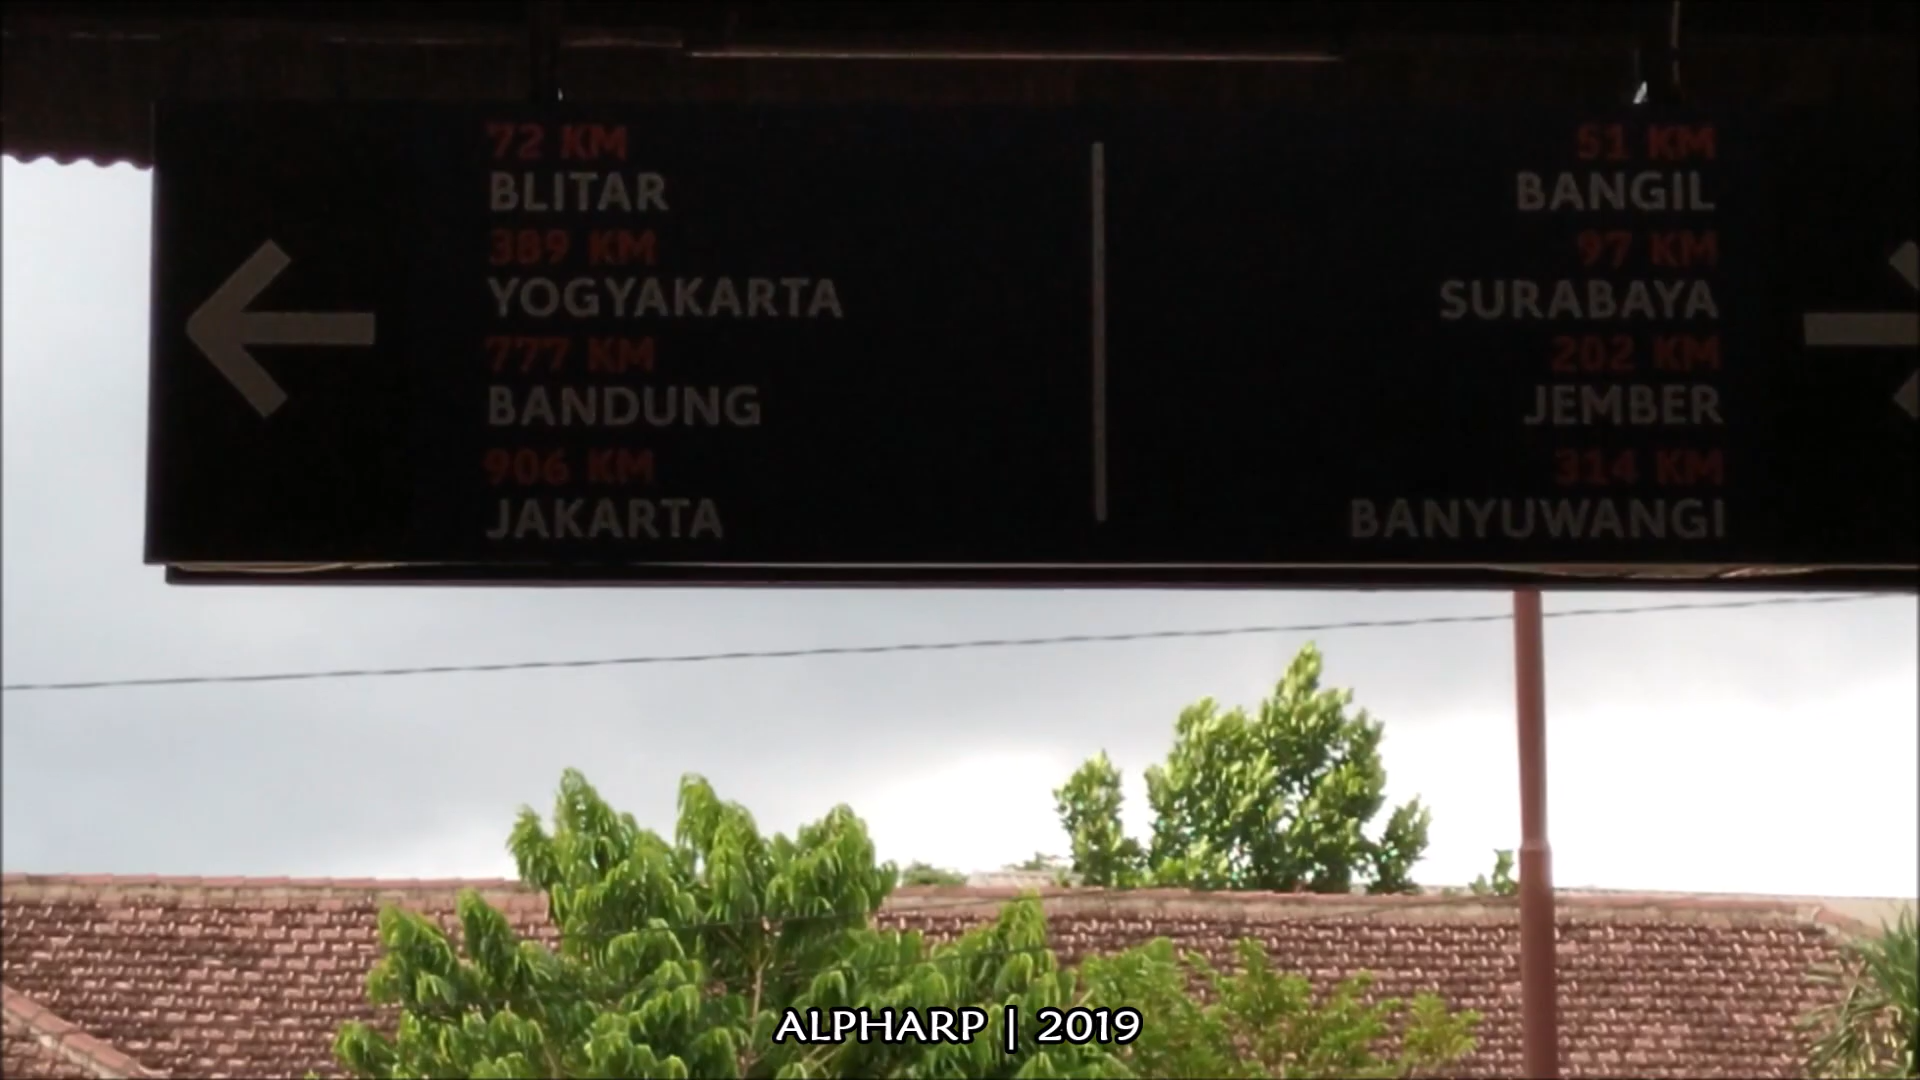 72 KM
BLITAR
389 KM
YOGYAKARTA
777 KM
BANDUNG
906 KM
JAKARTA
51 KM
BANGIL
97 KM
SURABAYA
202 KM
JEMBER
314 KM
BANYUWANGI
ALPHARP | 2019